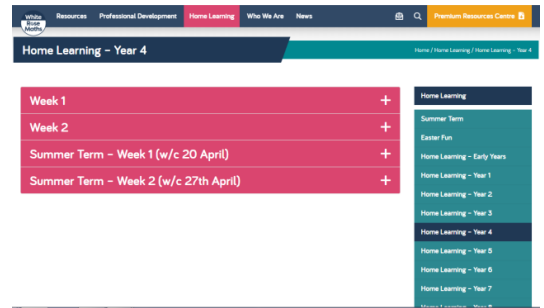 White
Rose
Maths
Resources
Professional Development
Home Learning
Who We Are
News
Premium Resources Centre
Home Learning – Year 4
Home / Home Learning / Home Learning – Year 4
Week 1
Week 2
Summer Term – Week 1 (w/c 20 April)
Summer Term – Week 2 (w/c 27th April)
Home Learning
Summer Term
Easter Fun
Home Learning – Early Years
Home Learning – Year 1
Home Learning – Year 2
Home Learning – Year 3
Home Learning – Year 4
Home Learning – Year 5
Home Learning – Year 6
Home Learning – Year 7